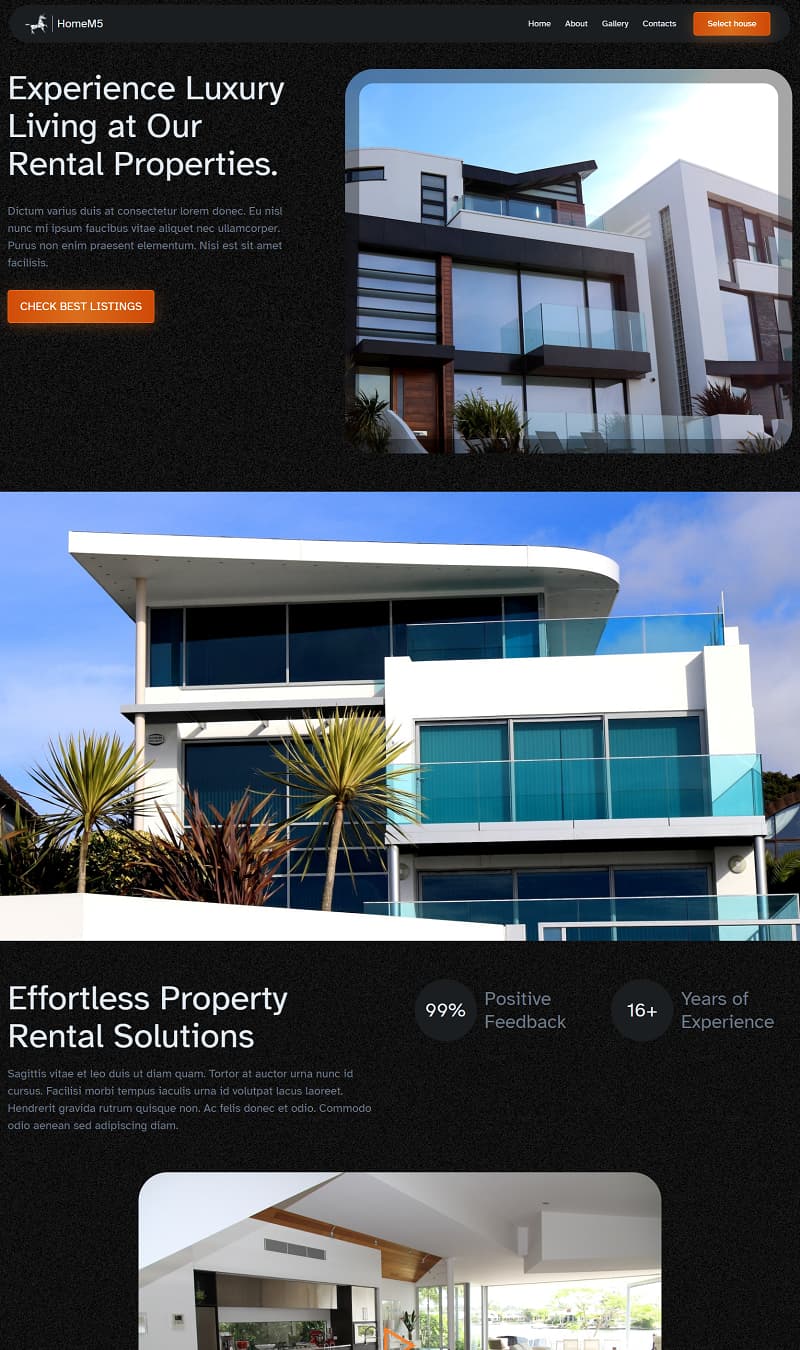 HomeM5
Home About Gallery Contacts Select house
Experience Luxury
Living at Our
Rental Properties.
Dictum varius duis at consectetur lorem donec. Eu nisl
nunc mi ipsum faucibus vitae aliquet nec ullamcorper.
Purus non enim praesent elementum. Nisi est sit amet
facilisis.
CHECK BEST LISTINGS
Effortless Property
Rental Solutions
Sagittis vitae et leo duis ut diam quam. Tortor at auctor urna nunc id
cursus. Facilisi morbi tempus iaculis urna id volutpat lacus laoreet.
Hendrerit gravida rutrum quisque non. Ac felis donec et odio. Commodo
odio aenean sed adipiscing diam.
99%
Positive
Feedback
16+
Years of
Experience